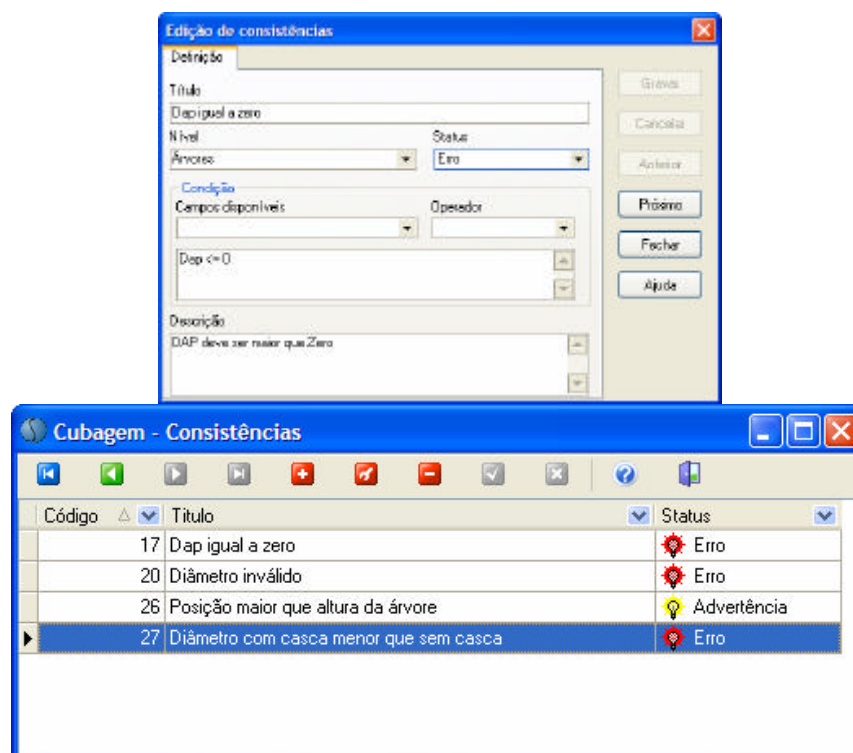 Edição de consistências
Definição
Gravar
Título
Dap igual a zero
Cancelar
Nível Status
Árvores Erro
Anterior
Condição
Campos disponíveis Operador
Próximo
Fechar
Dap <= 0
Ajuda
Descrição
DAP deve ser maior que Zero
Cubagem - Consistências
Código Titulo Status
17 Dap igual a zero Erro
20 Diâmetro inválido Erro
26 Posição maior que altura da árvore Advertência
27 Diâmetro com casca menor que sem casca Erro